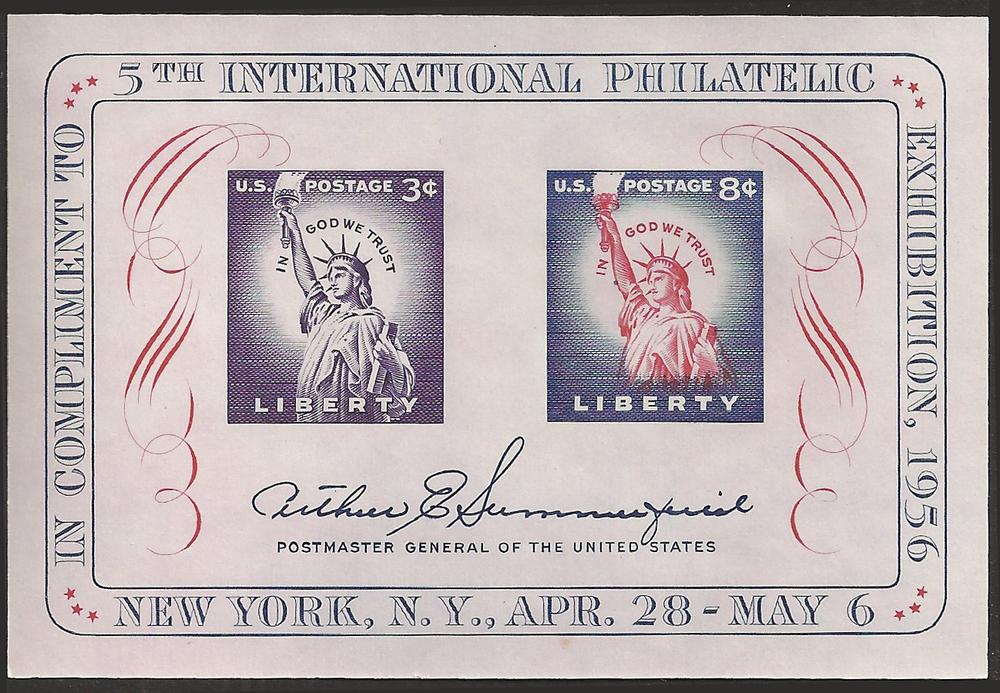 IN COMPLIMENT TO
5TH INTERNATIONAL PHILATELIC
EXHIBITION, 1956
NEW YORK, N.Y., APR. 28 - MAY 6
U.S. POSTAGE 3¢
IN GOD WE TRUST
LIBERTY
U.S. POSTAGE 8¢
IN GOD WE TRUST
LIBERTY
Arthur E Summerfield
POSTMASTER GENERAL OF THE UNITED STATES